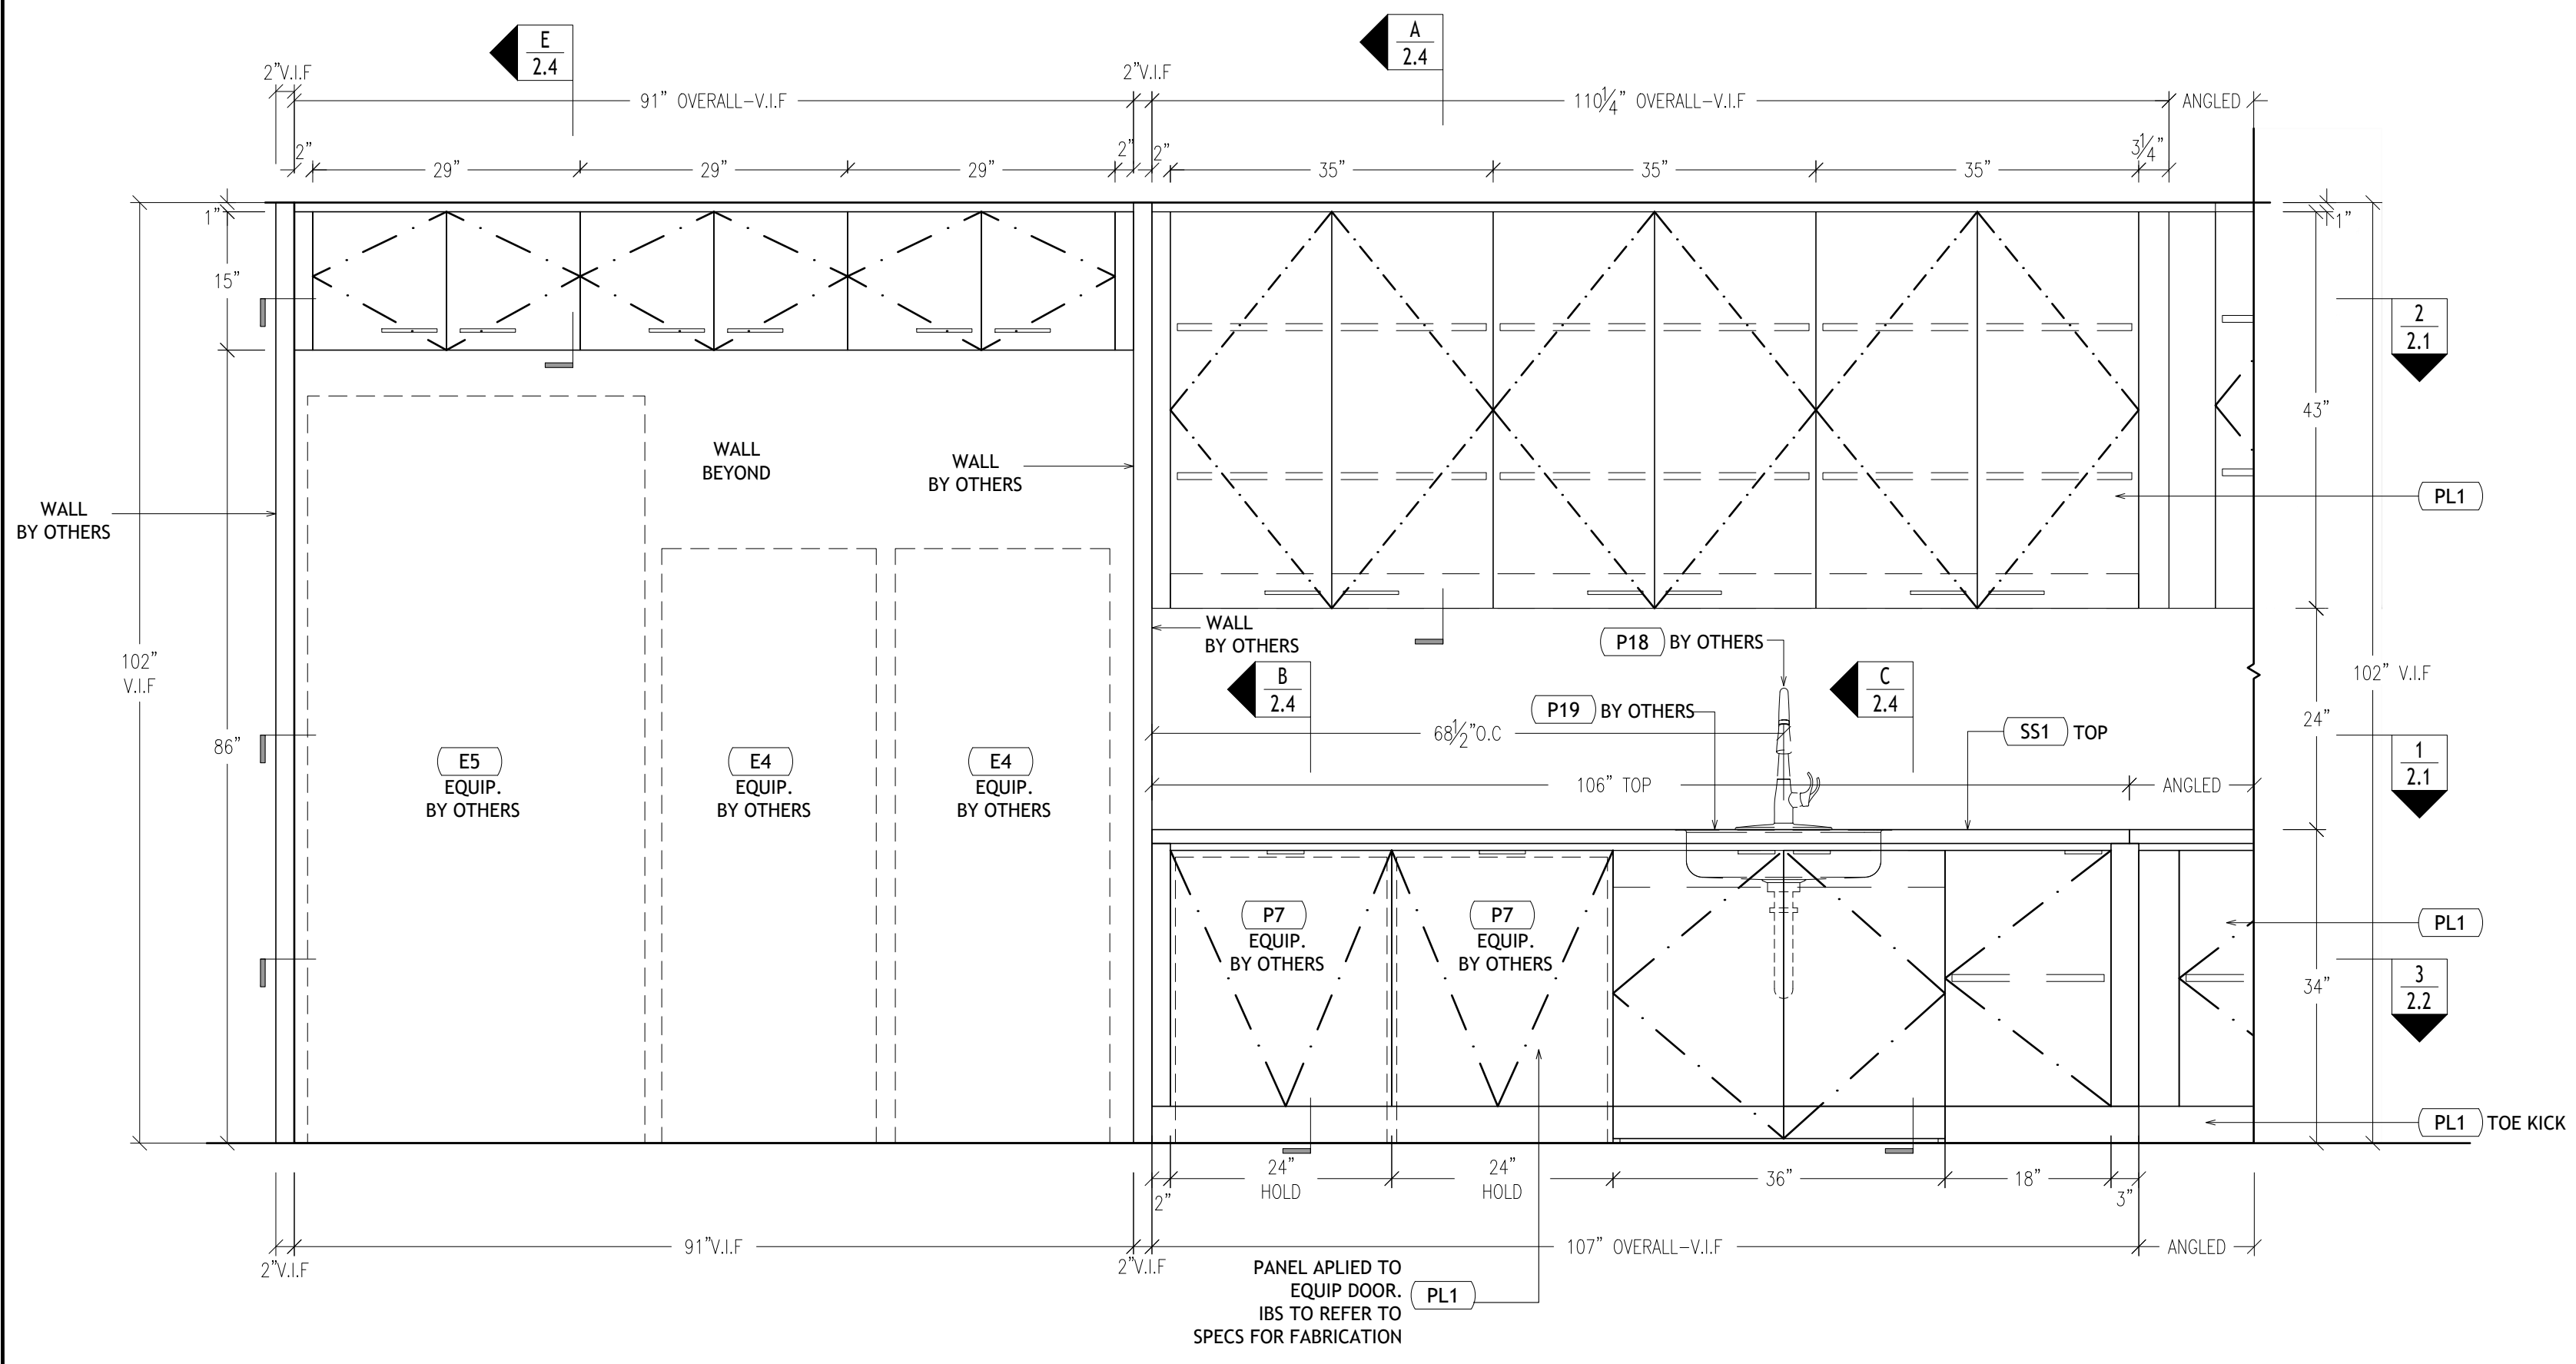 E
2.4
A
2.4
2”V.I.F
91” OVERALL–V.I.F
2”V.I.F
110¼” OVERALL–V.I.F
ANGLED
2”
29”
29”
29”
2”
2”
35”
35”
35”
3¼”
1”
15”
1”
2
2.1
43”
WALL
BEYOND
WALL
BY OTHERS
WALL
BY OTHERS
PL1
WALL
BY OTHERS
P18 BY OTHERS
102”
V.I.F
102” V.I.F
B
2.4
C
2.4
P19 BY OTHERS
68½”O.C
24”
SS1 TOP
86”
1
2.1
E5
EQUIP.
BY OTHERS
E4
EQUIP.
BY OTHERS
E4
EQUIP.
BY OTHERS
106” TOP
ANGLED
P7
EQUIP.
BY OTHERS
P7
EQUIP.
BY OTHERS
PL1
34”
3
2.2
PL1 TOE KICK
2”
24”
HOLD
24”
HOLD
36”
18”
3”
2”V.I.F
91”V.I.F
2”V.I.F
107” OVERALL–V.I.F
ANGLED
PANEL APLIED TO
EQUIP DOOR.
IBS TO REFER TO
SPECS FOR FABRICATION
PL1